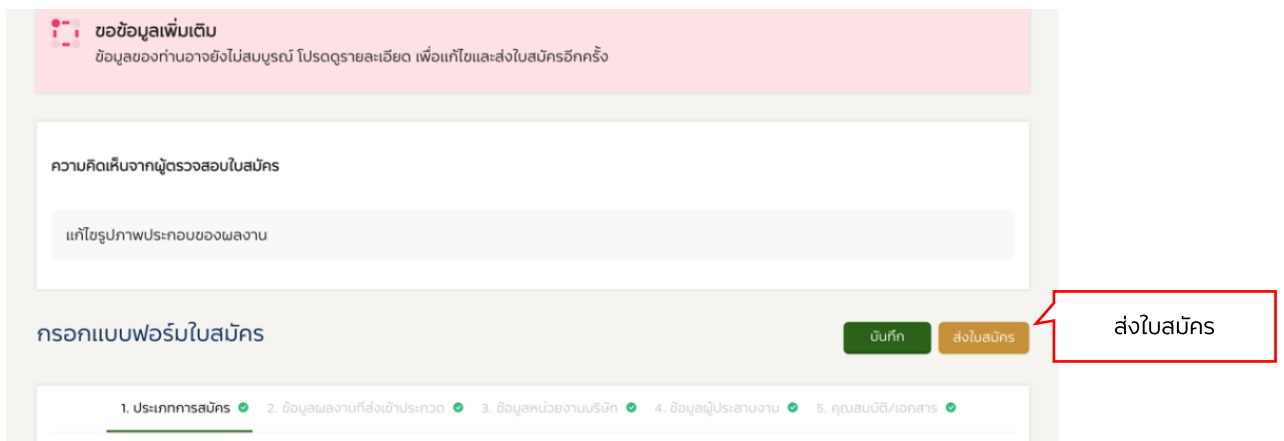 ขอข้อมูลเพิ่มเติม
ข้อมูลของท่านอาจยังไม่สมบูรณ์ โปรดดูรายละเอียด เพื่อแก้ไขและส่งใบสมัครอีกครั้ง
ความคิดเห็นจากผู้ตรวจสอบใบสมัคร
แก้ไขรูปภาพประกอบของผลงาน
กรอกแบบฟอร์มใบสมัคร
บันทึก
ส่งใบสมัคร
ส่งใบสมัคร
1. ประเภทการสมัคร 2. ข้อมูลผลงานที่ส่งเข้าประกวด 3. ข้อมูลหน่วยงานบริษัท 4. ข้อมูลผู้ประสานงาน 5. คุณสมบัติ/เอกสาร